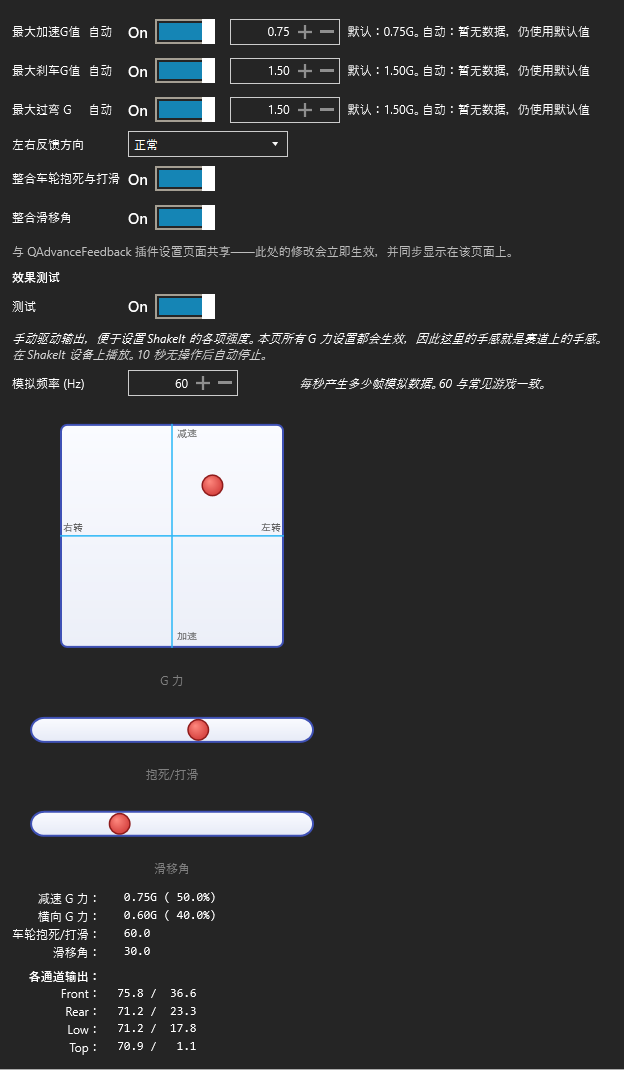 最大加速G值 自动 On 0.75 默认：0.75G。自动：暂无数据，仍使用默认值
最大刹车G值 自动 On 1.50 默认：1.50G。自动：暂无数据，仍使用默认值
最大过弯 G 自动 On 1.50 默认：1.50G。自动：暂无数据，仍使用默认值
左右反馈方向 正常
整合车轮抱死与打滑 On
整合滑移角 On
与 QAdvanceFeedback 插件设置页面共享——此处的修改会立即生效，并同步显示在该页面上。
效果测试
测试 On
手动驱动输出，便于设置 ShakeIt 的各项强度。本页所有 G 力设置都会生效，因此这里的手感就是赛道上的手感。
在 ShakeIt 设备上播放。10 秒无操作后自动停止。
模拟频率 (Hz) 60 每秒产生多少帧模拟数据。60 与常见游戏一致。
减速
右转 左转
加速
G 力
抱死/打滑
滑移角
减速 G 力： 0.75G ( 50.0%)
横向 G 力： 0.60G ( 40.0%)
车轮抱死/打滑： 60.0
滑移角： 30.0
各通道输出：
Front： 75.8 / 36.6
Rear： 71.2 / 23.3
Low： 71.2 / 17.8
Top： 70.9 / 1.1